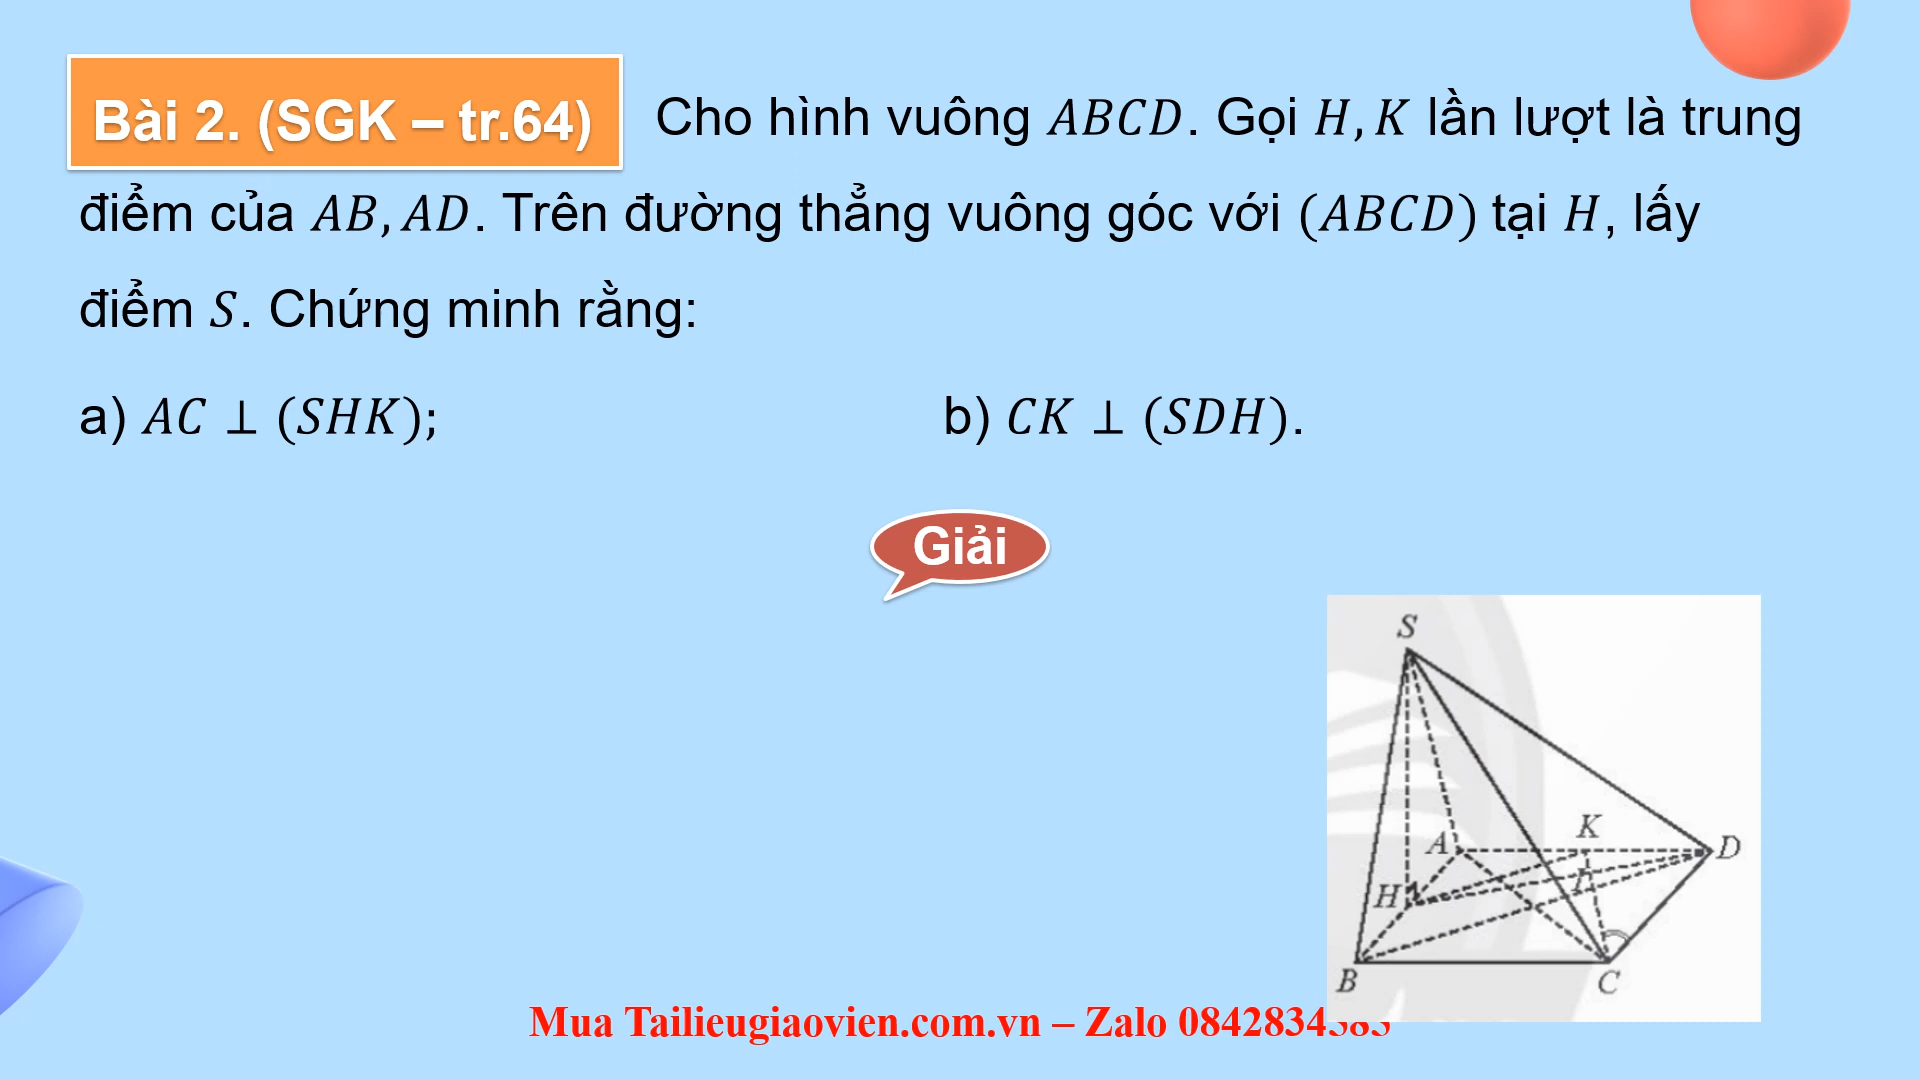 Bài 2. (SGK – tr.64) Cho hình vuông 𝐴𝐵𝐶𝐷. Gọi 𝐻, 𝐾 lần lượt là trung
điểm của 𝐴𝐵, 𝐴𝐷. Trên đường thẳng vuông góc với (𝐴𝐵𝐶𝐷) tại 𝐻, lấy
điểm 𝑆. Chứng minh rằng:
a) 𝐴𝐶 ⊥ (𝑆𝐻𝐾); b) 𝐶𝐾 ⊥ (𝑆𝐷𝐻).
Giải
S
K
A
D
H
B
C
Mua Tailieugiaovien.com.vn – Zalo